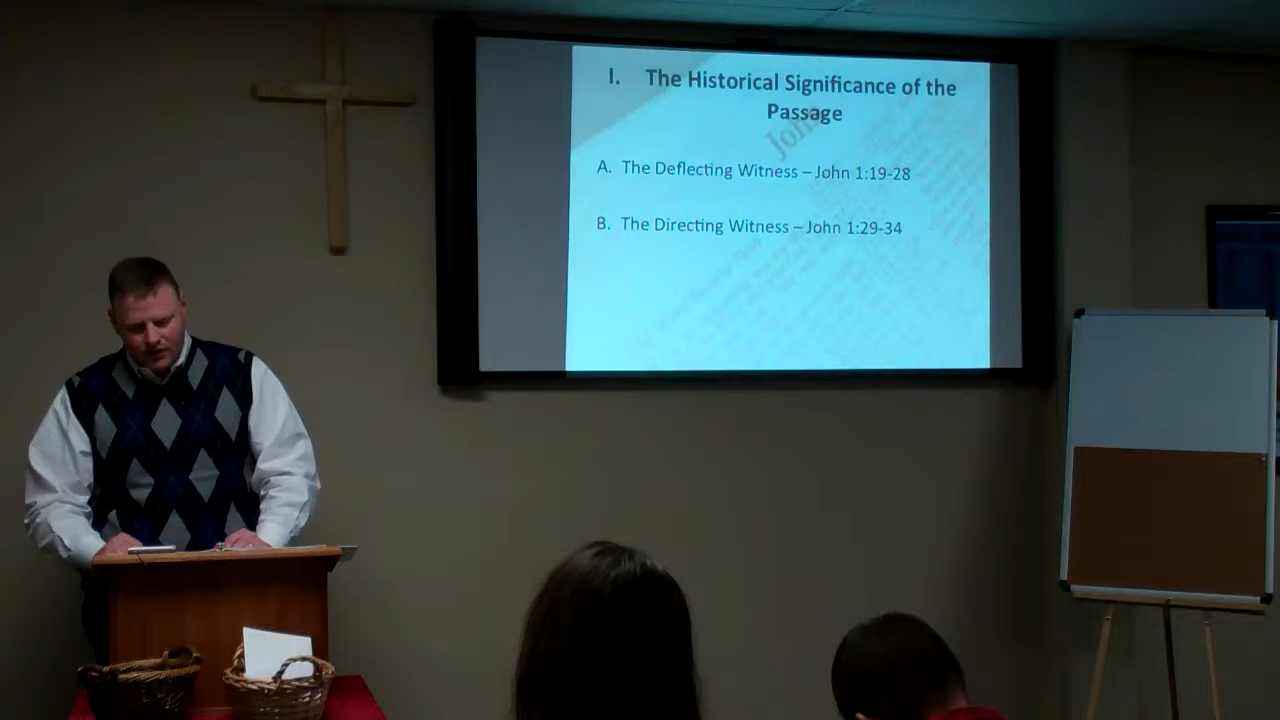 I. The Historical Significance of the
Passage
John
A. The Deflecting Witness – John 1:19-28
B. The Directing Witness – John 1:29-34